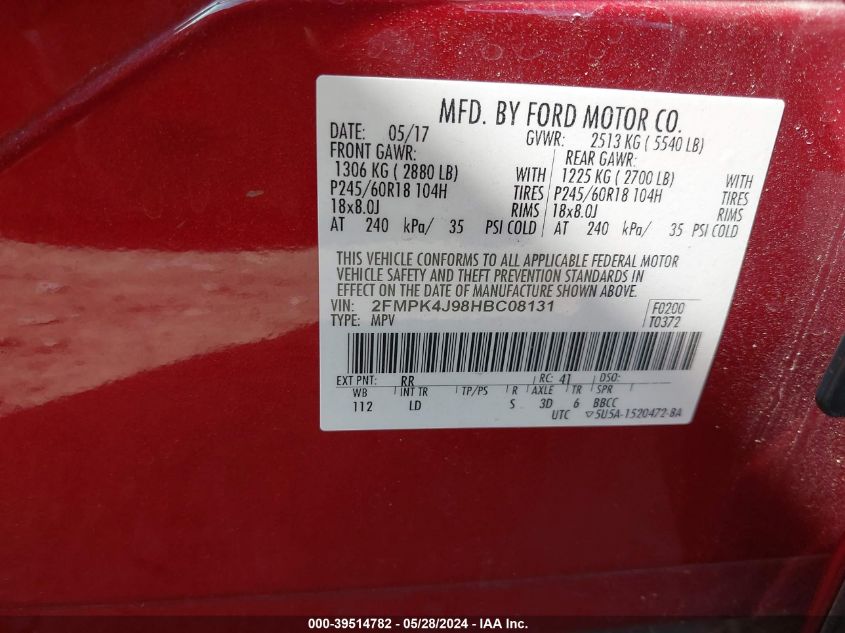 MFD. BY FORD MOTOR CO.
DATE: 05/17 GVWR: 2513 KG ( 5540 LB)
FRONT GAWR: REAR GAWR:
1306 KG ( 2880 LB) WITH 1225 KG ( 2700 LB) WITH
P245/60R18 104H TIRES P245/60R18 104H TIRES
18x8.0J RIMS 18x8.0J RIMS
AT 240 kPa/ 35 PSI COLD AT 240 kPa/ 35 PSI COLD
THIS VEHICLE CONFORMS TO ALL APPLICABLE FEDERAL MOTOR
VEHICLE SAFETY AND THEFT PREVENTION STANDARDS IN
EFFECT ON THE DATE OF MANUFACTURE SHOWN ABOVE.
VIN: 2FMPK4J98HBC08131 F0200
TYPE: MPV T0372
EXT PNT: RR RC: 41 DSO:
WB INT TR TP/PS R AXLE TR SPR
112 LD S 3D 6 BBCC
UTC ▽5U5A-1520472-BA
000-39514782 - 05/28/2024 - IAA Inc.